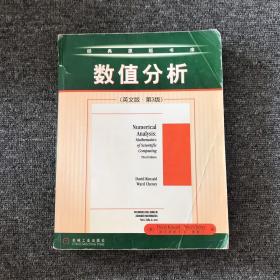 经典原版书库
数值分析
(英文版·第3版)
Numerical
Analysis:
Mathematics
of Scientific
Computing
Third Edition
David Kincaid
Ward Cheney
机械工业出版社